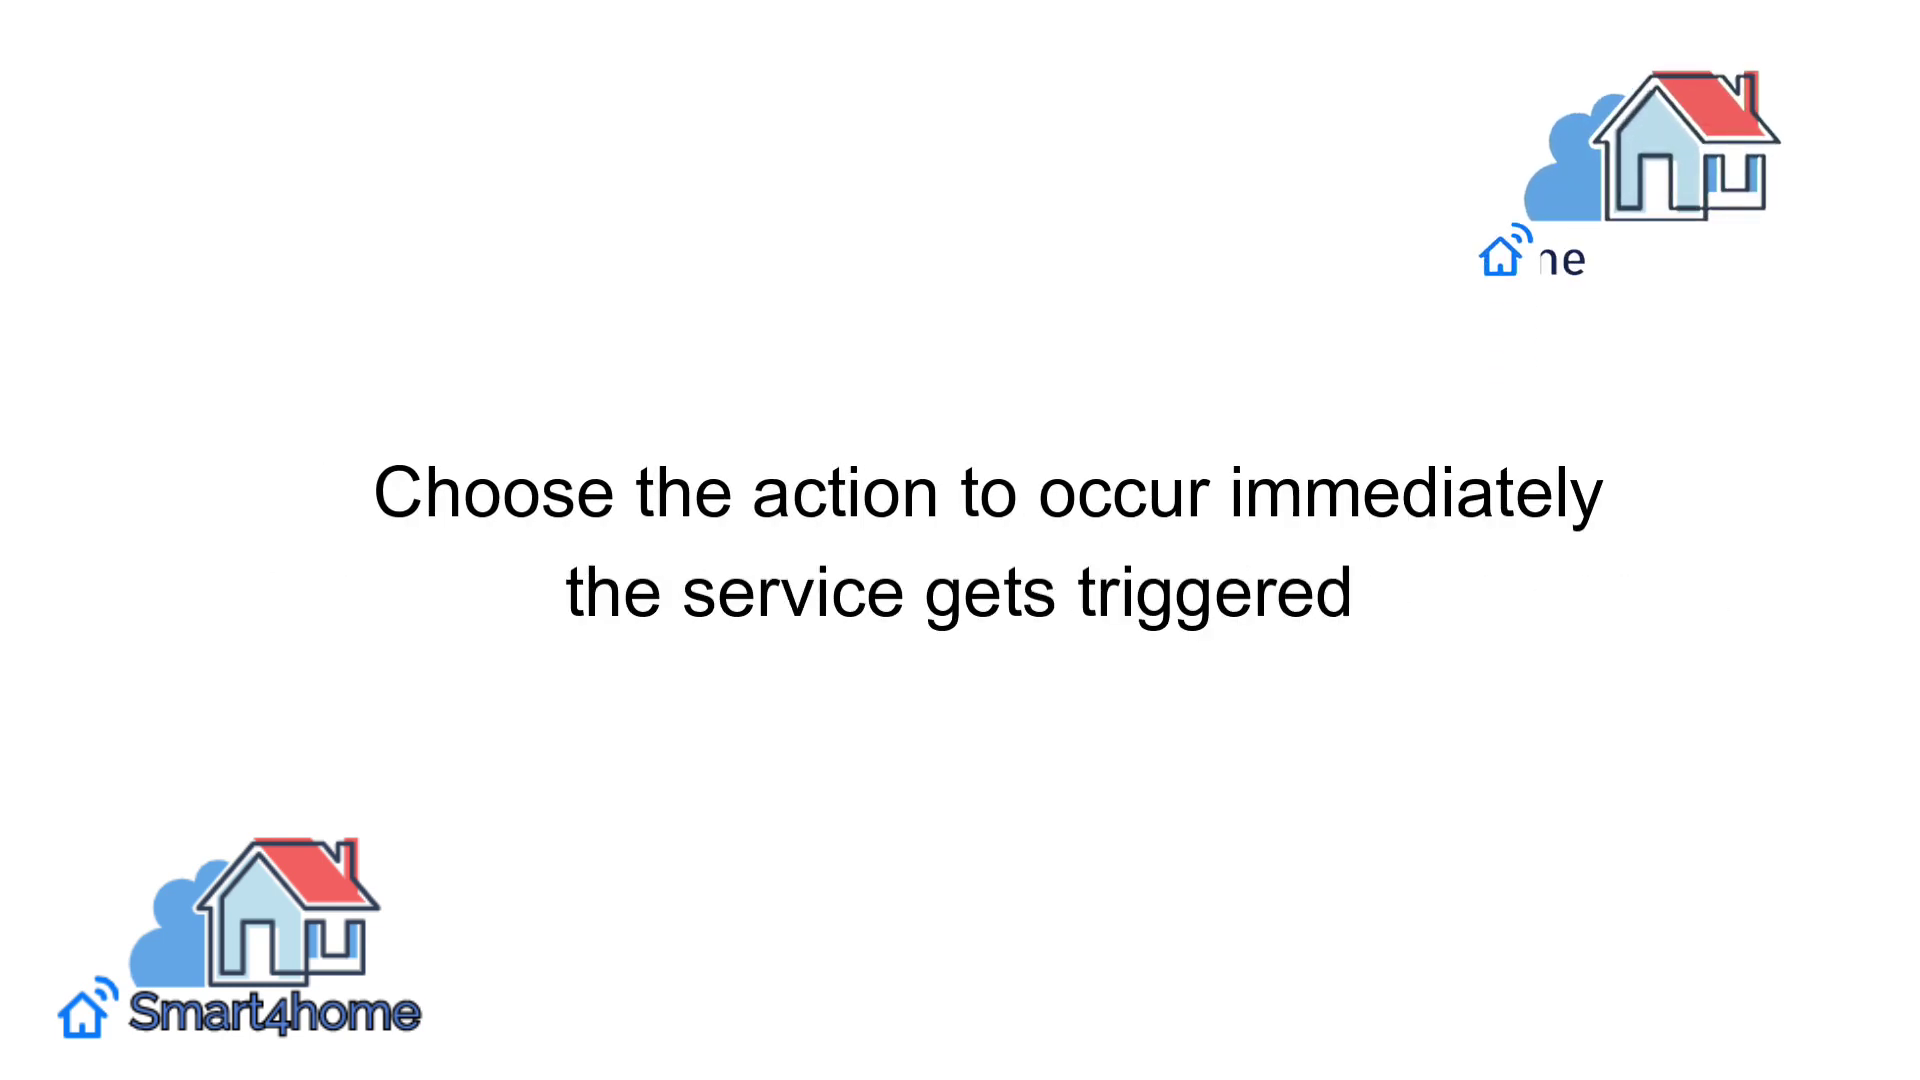 ne
Choose the action to occur immediately
the service gets triggered
Smart4home